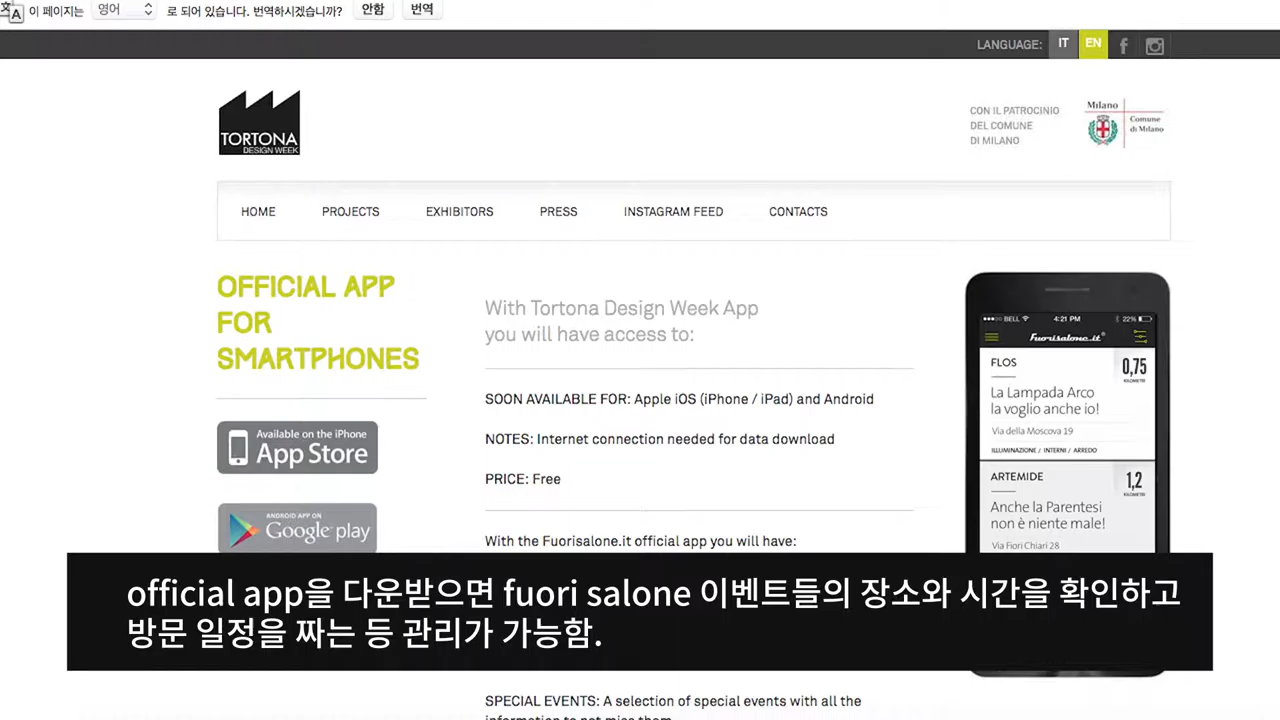 이 페이지는 영어 로 되어 있습니다. 번역하시겠습니까? 안함 번역
LANGUAGE: IT EN
TORTONA
DESIGN WEEK
CON IL PATROCINIO
DEL COMUNE
DI MILANO
Milano
Comune
di Milano
HOME PROJECTS EXHIBITORS PRESS INSTAGRAM FEED CONTACTS
OFFICIAL APP
FOR
SMARTPHONES
Available on the iPhone
App Store
ANDROID APP ON
Google play
With Tortona Design Week App
you will have access to:
SOON AVAILABLE FOR: Apple iOS (iPhone / iPad) and Android
NOTES: Internet connection needed for data download
PRICE: Free
With the Fuorisalone.it official app you will have:
BELL 4:21 PM 22%
Fuorisalone.it
FLOS
0,75
KILOMETRI
La Lampada Arco
la voglio anche io!
Via della Moscova 19
ILLUMINAZIONE / INTERNI / ARREDO
ARTEMIDE
1,2
KILOMETRI
Anche la Parentesi
non è niente male!
Via Fiori Chiari 28
official app을 다운받으면 fuori salone 이벤트들의 장소와 시간을 확인하고
방문 일정을 짜는 등 관리가 가능함.
SPECIAL EVENTS: A selection of special events with all the
information to not miss them